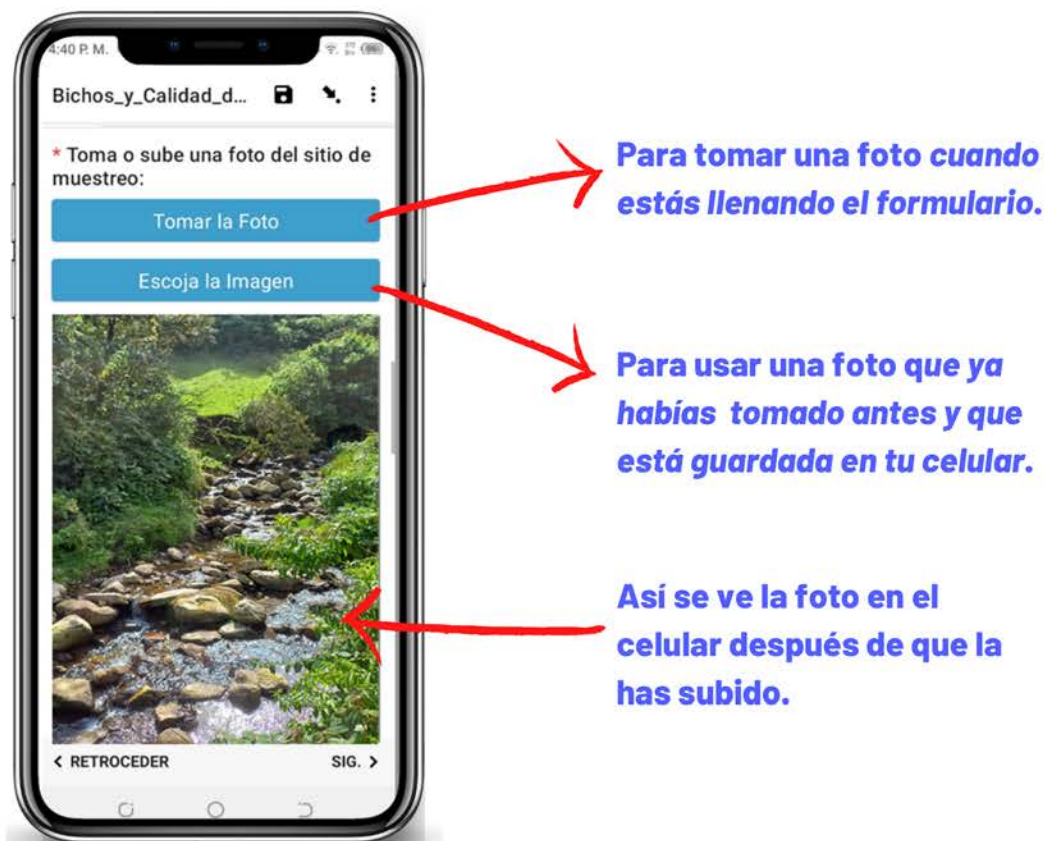 4:40 P. M.
Bichos_y_Calidad_d...
* Toma o sube una foto del sitio de
muestreo:
Tomar la Foto
Escoja la Imagen
< RETROCEDER
SIG. >
Para tomar una foto cuando
estás llenando el formulario.
Para usar una foto que ya
habías tomado antes y que
está guardada en tu celular.
Así se ve la foto en el
celular después de que la
has subido.